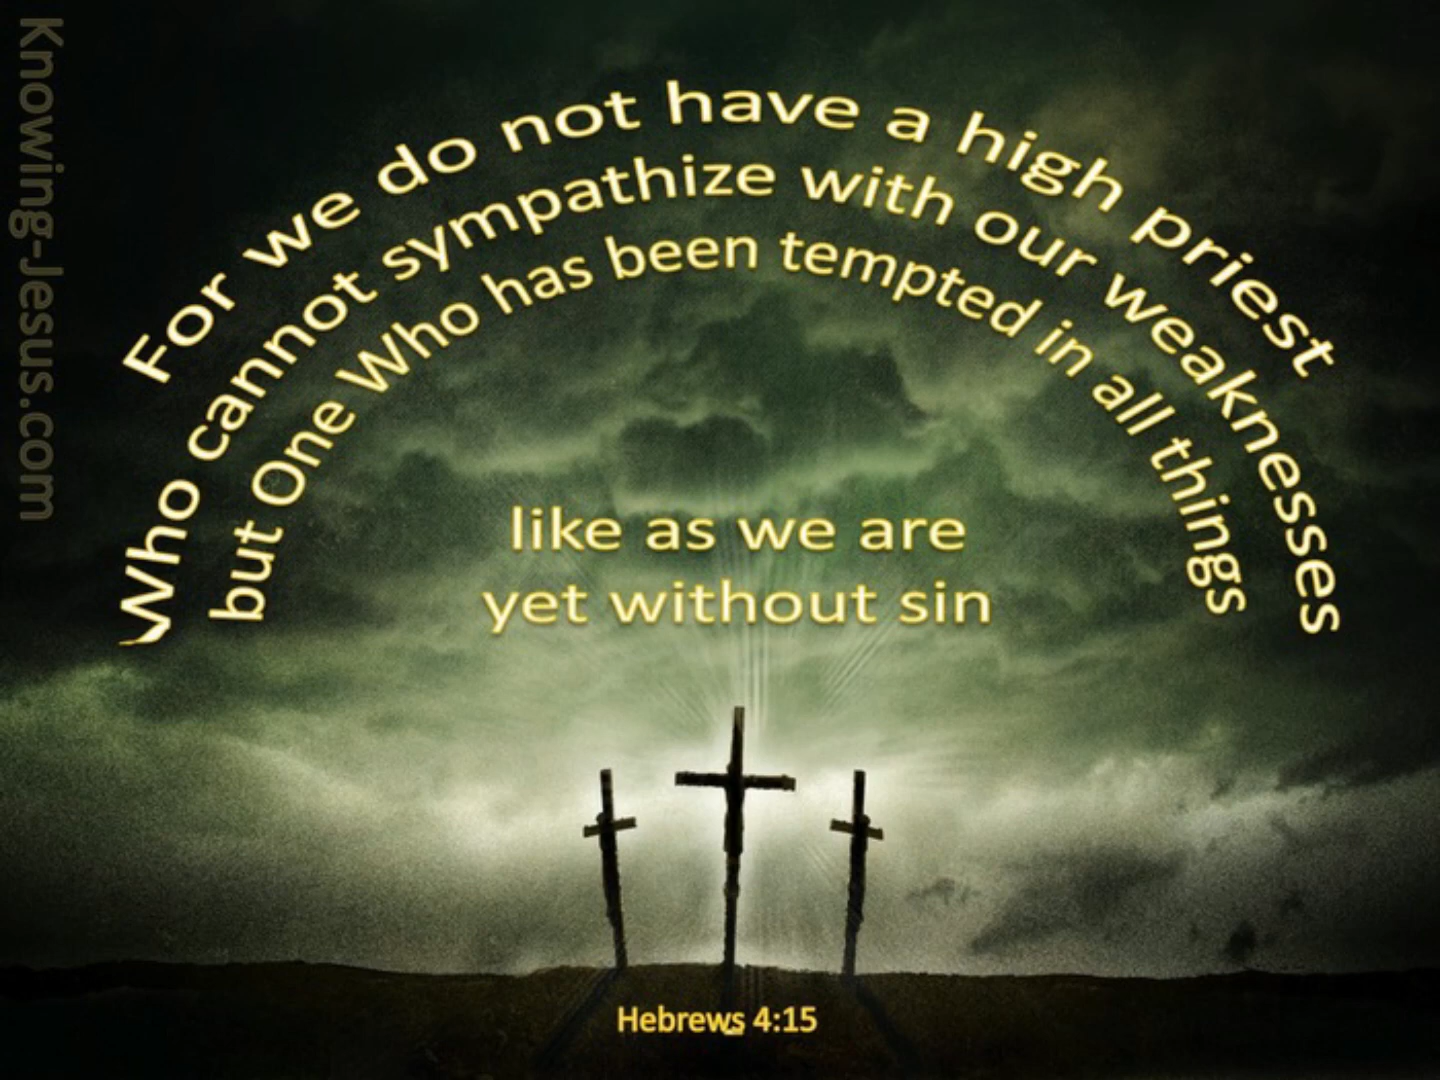 For we do not have a high priest
Who cannot sympathize with our weaknesses
but One Who has been tempted in all things
like as we are
yet without sin
Hebrews 4:15
Knowing-Jesus.com